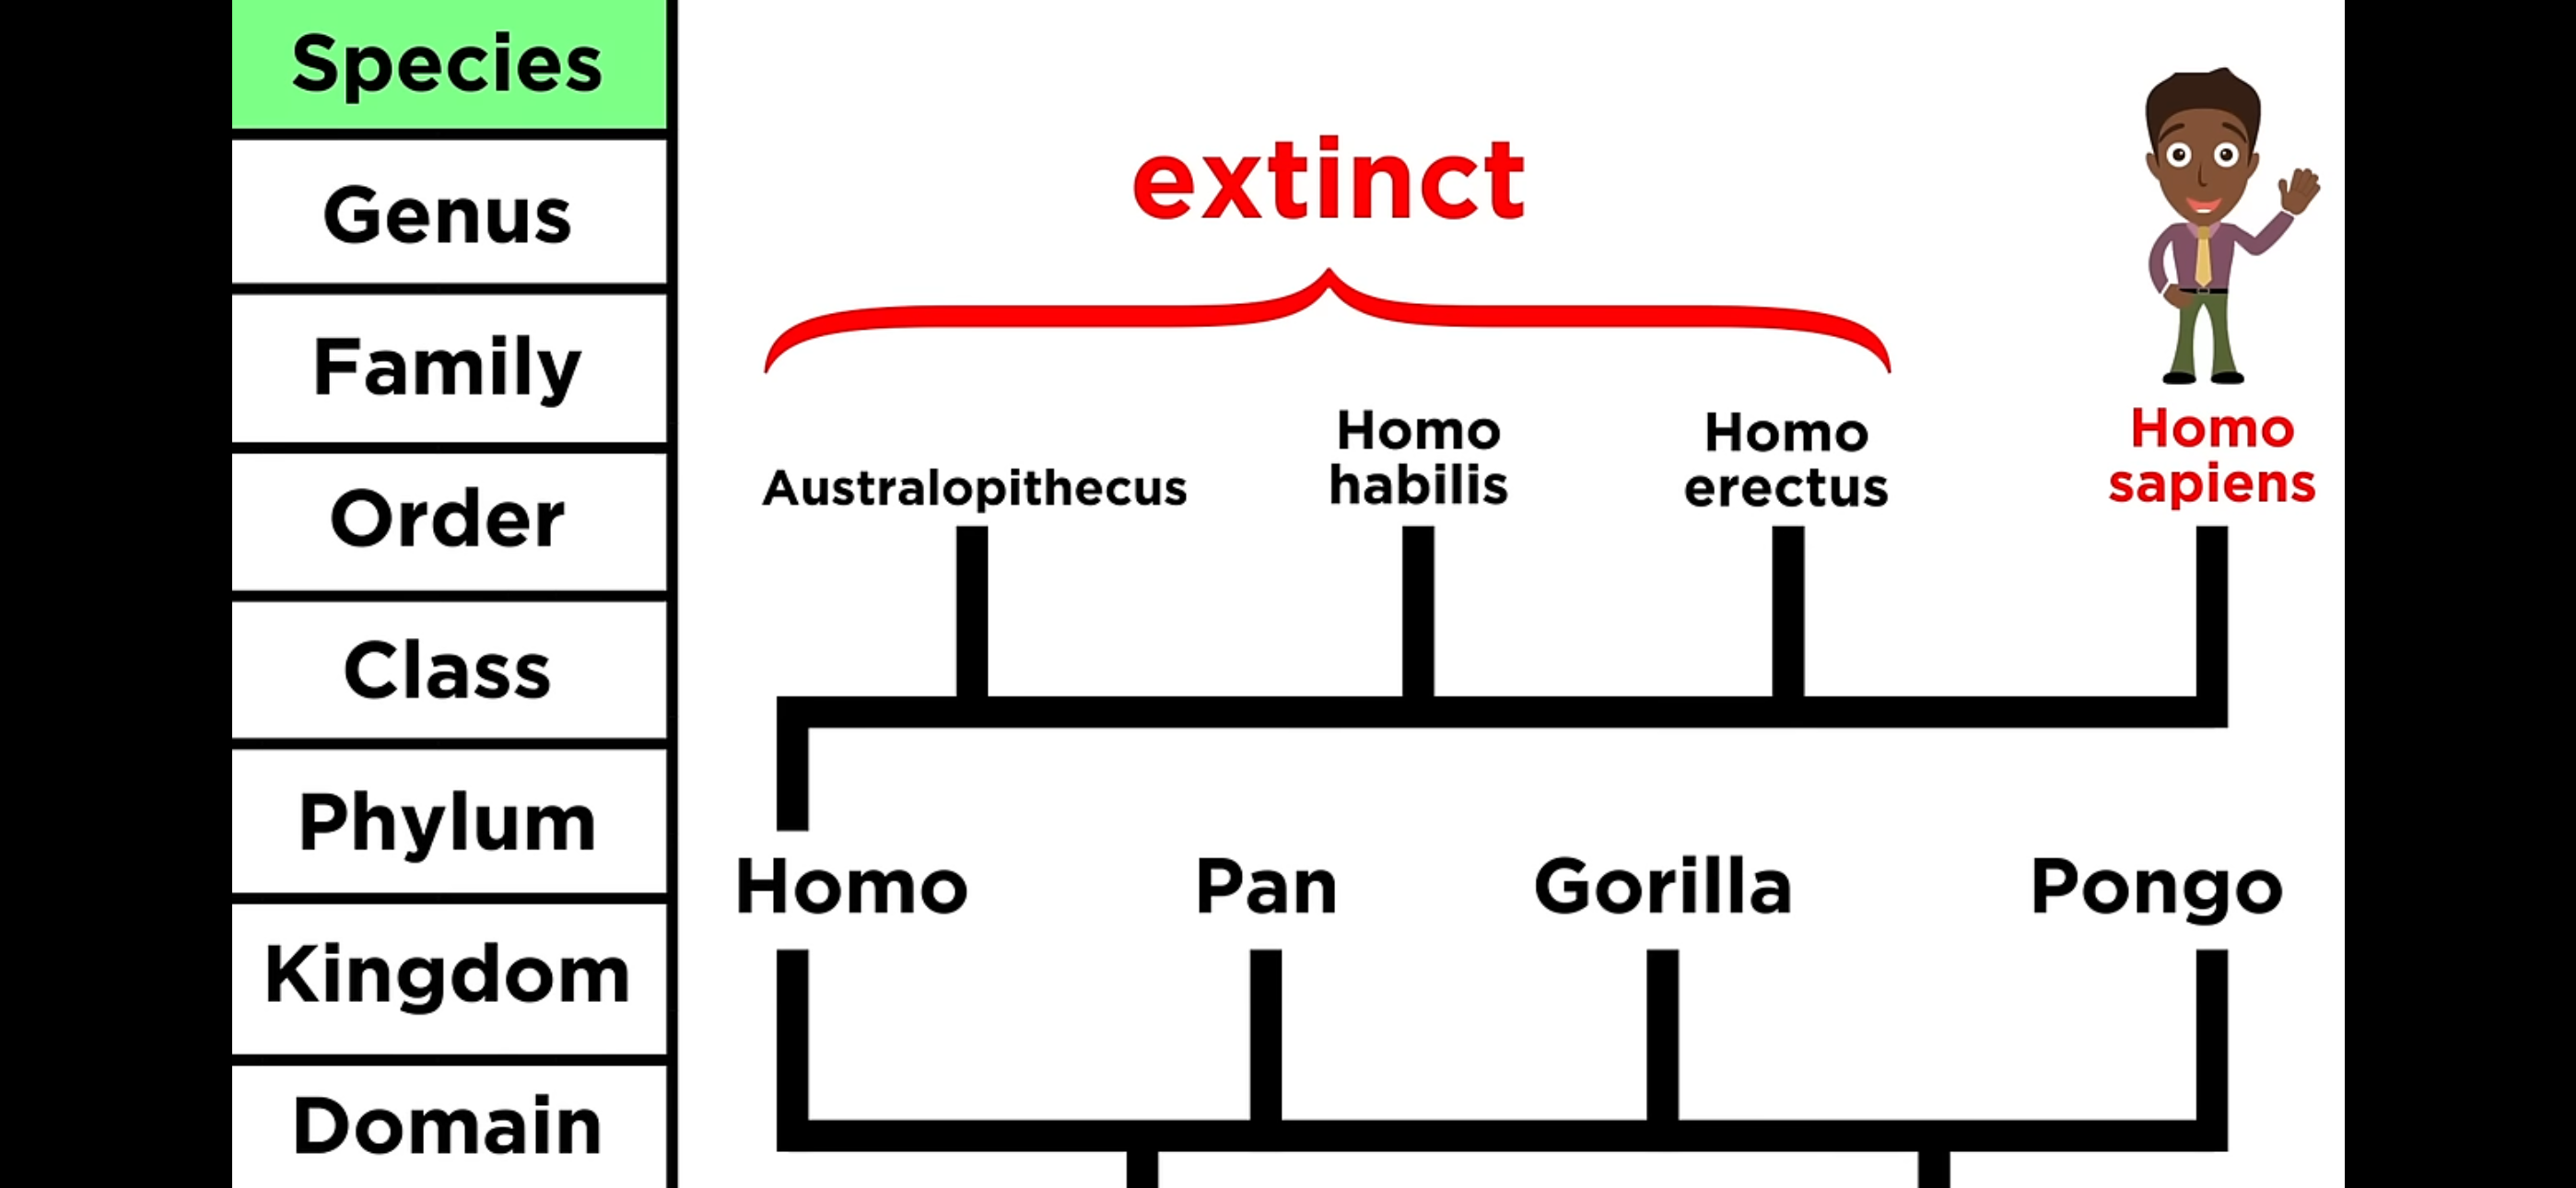 Species
Genus
Family
Order
Class
Phylum
Kingdom
Domain
extinct
Australopithecus
Homo
habilis
Homo
erectus
Homo
sapiens
Homo
Pan
Gorilla
Pongo